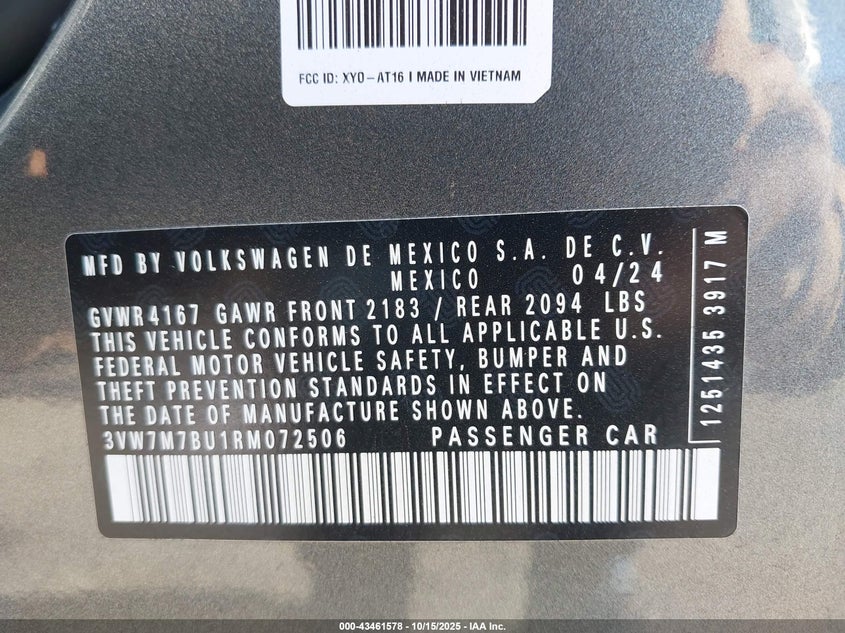 FCC ID: XYO-AT16 I MADE IN VIETNAM
MFD BY VOLKSWAGEN DE MEXICO S.A. DE C.V.
MEXICO 04/24
GVWR 4167 GAWR FRONT 2183 / REAR 2094 LBS
THIS VEHICLE CONFORMS TO ALL APPLICABLE U.S.
FEDERAL MOTOR VEHICLE SAFETY, BUMPER AND
THEFT PREVENTION STANDARDS IN EFFECT ON
THE DATE OF MANUFACTURE SHOWN ABOVE.
3VW7M7BU1RM072506 PASSENGER CAR
1251435 3917 M
000-43461578 - 10/15/2025 - IAA Inc.